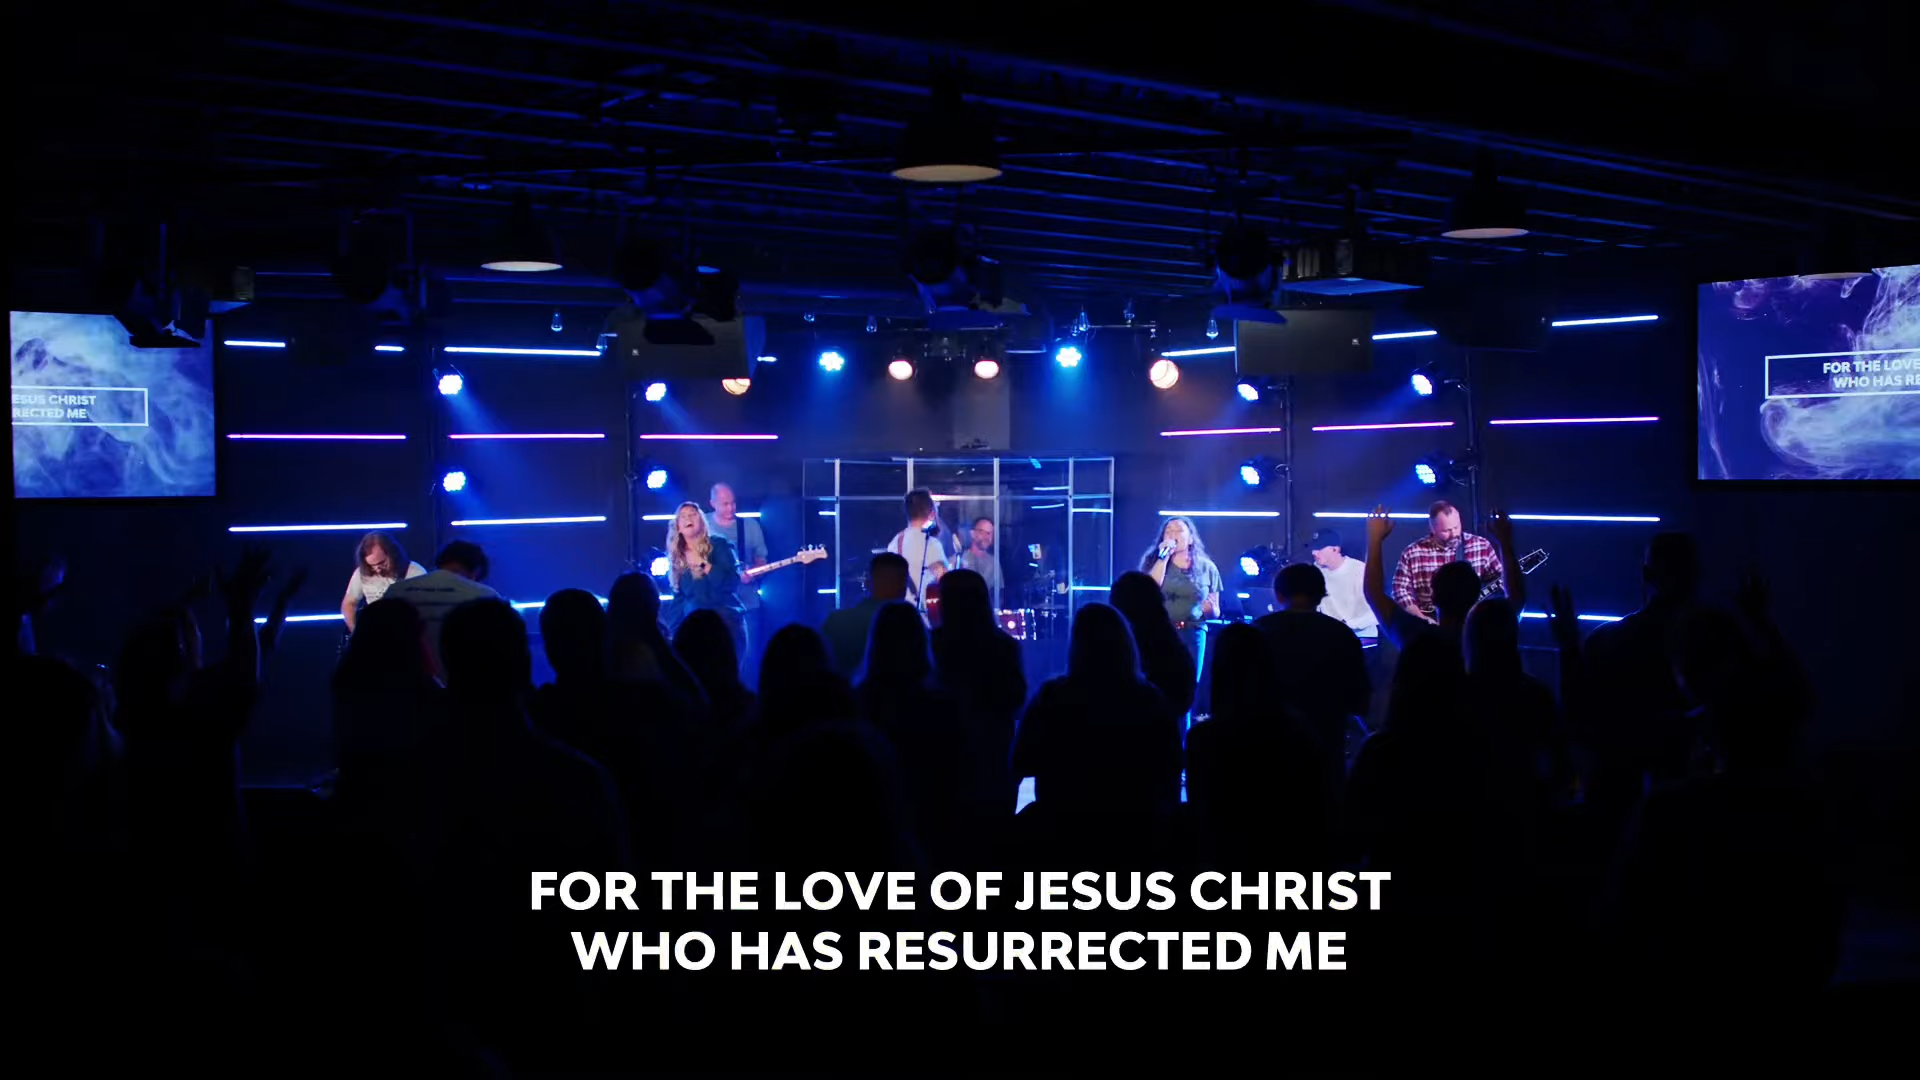 ESUS CHRIST
RECTED ME
FOR THE LOVE
WHO HAS RE
FOR THE LOVE OF JESUS CHRIST
WHO HAS RESURRECTED ME